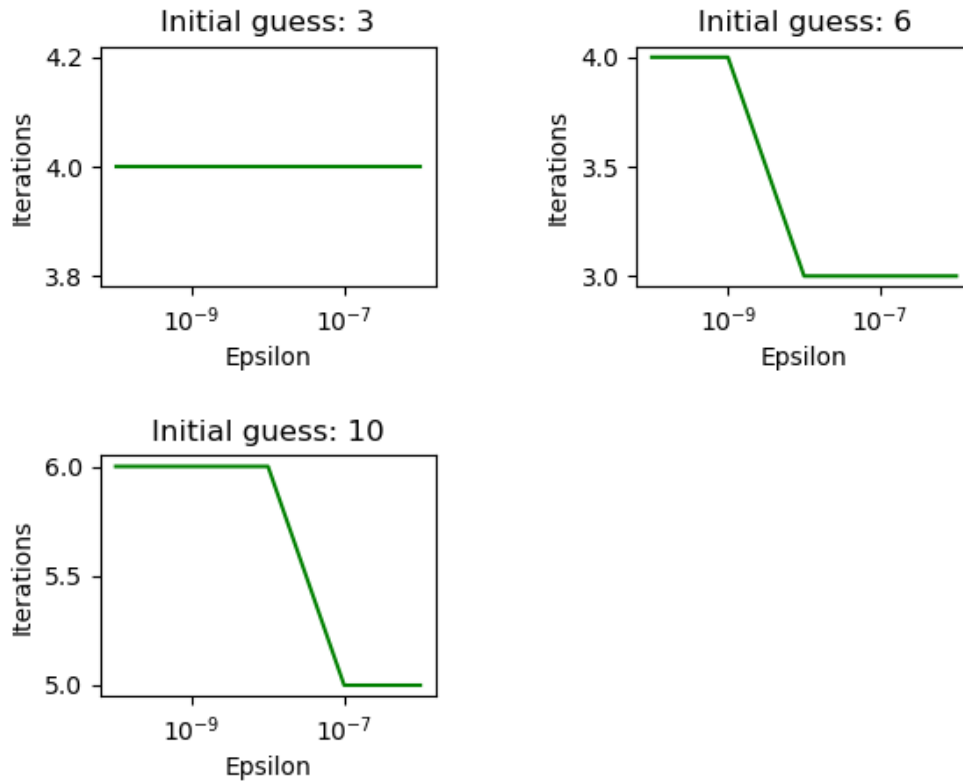 Initial guess: 3
4.2
4.0
3.8
Iterations
10⁻⁹
10⁻⁷
Epsilon
Initial guess: 6
4.0
3.5
3.0
Iterations
10⁻⁹
10⁻⁷
Epsilon
Initial guess: 10
6.0
5.5
5.0
Iterations
10⁻⁹
10⁻⁷
Epsilon